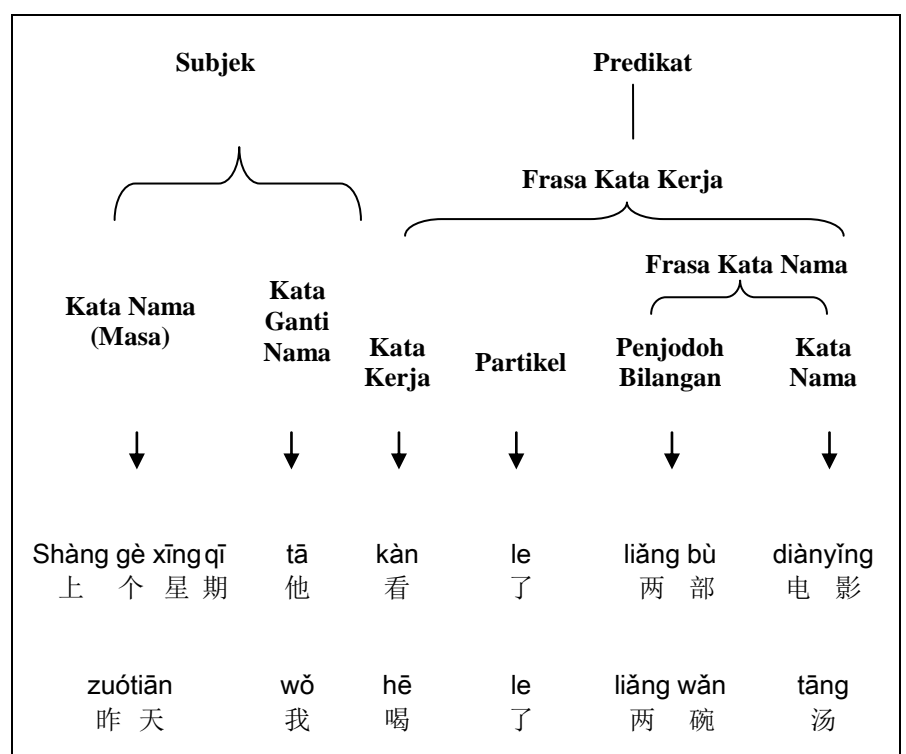 Subjek Predikat
Frasa Kata Kerja
Frasa Kata Nama
Kata Nama
(Masa)
Kata
Ganti
Nama
Kata
Kerja
Partikel
Penjodoh
Bilangan
Kata
Nama
Shàng gè xīng qī tā kàn le liǎng bù diànyǐng
上 个 星 期 他 看 了 两 部 电 影
zuótiān wǒ hē le liǎng wǎn tāng
昨 天 我 喝 了 两 碗 汤